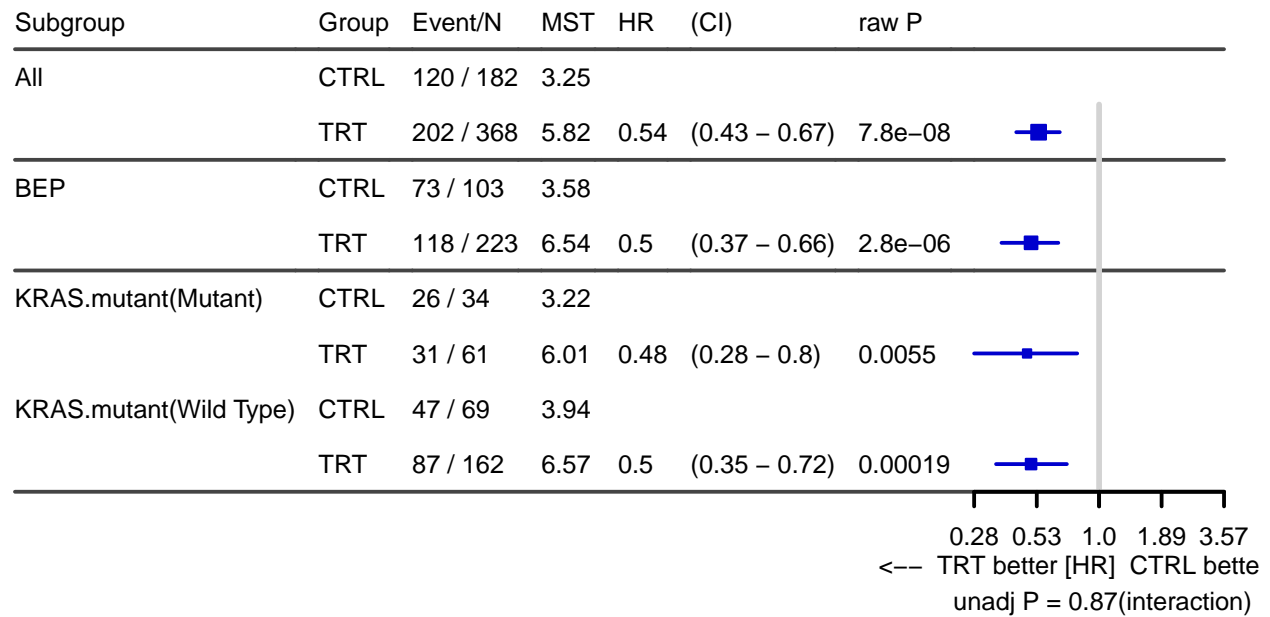 Subgroup Group Event/N MST HR (CI) raw P
All CTRL 120 / 182 3.25
TRT 202 / 368 5.82 0.54 (0.43 − 0.67) 7.8e−08
BEP CTRL 73 / 103 3.58
TRT 118 / 223 6.54 0.5 (0.37 − 0.66) 2.8e−06
KRAS.mutant(Mutant) CTRL 26 / 34 3.22
TRT 31 / 61 6.01 0.48 (0.28 − 0.8) 0.0055
KRAS.mutant(Wild Type) CTRL 47 / 69 3.94
TRT 87 / 162 6.57 0.5 (0.35 − 0.72) 0.00019
0.28 0.53 1.0 1.89 3.57
<−− TRT better [HR] CTRL bette
unadj P = 0.87(interaction)